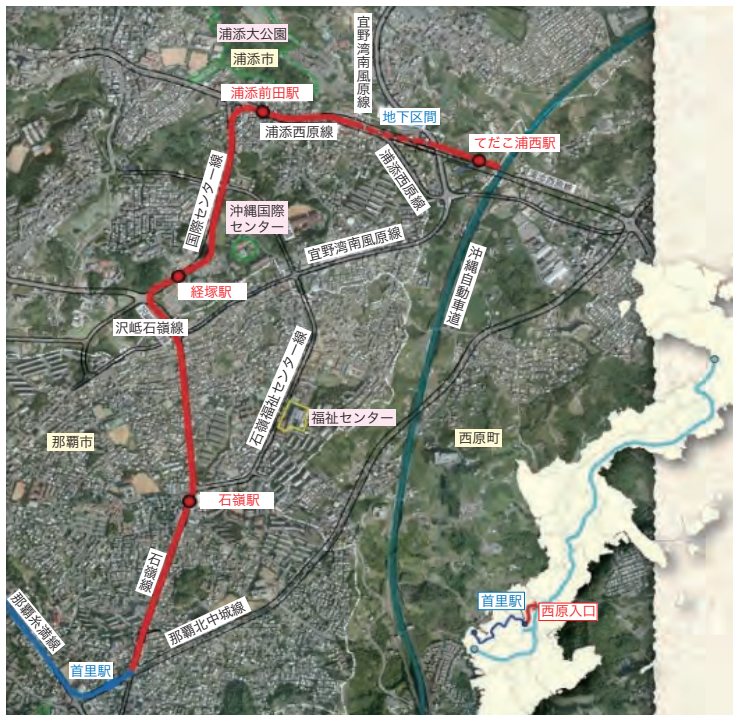 浦添大公園
浦添市
宜野湾南風原線
浦添前田駅
地下区間
浦添西原線
てだこ浦西駅
浦添西原線
国際センター線
沖縄国際
センター
宜野湾南風原線
沖縄自動車道
経塚駅
沢岻石嶺線
石嶺福祉センター線
福祉センター
那覇市
西原町
石嶺駅
石嶺線
那覇北中城線
那覇糸満線
首里駅
首里駅
西原入口